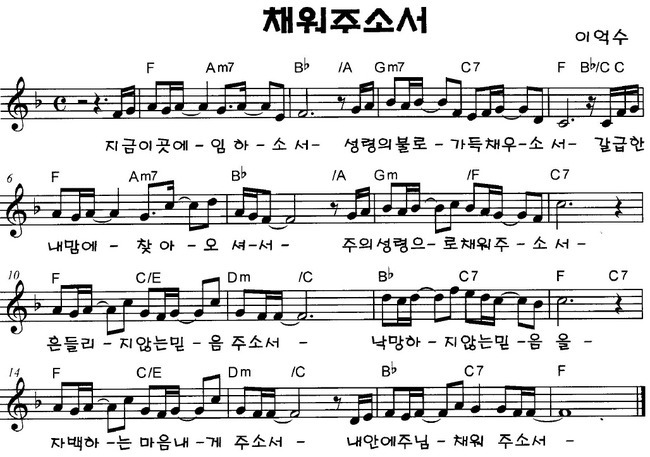 채워주소서
이억수
F Am7 B♭ /A Gm7 C7 F B♭/C C
지금이곳에-임하-소서- 성령의불로-가득채우-소서- 갈급한
6 F Am7 B♭ /A Gm /F C7
내맘에-찾아-오셔서- 주의성령으-로채워주-소서-
10 F C/E Dm /C B♭ C7 F C7
흔들리-지않는믿-음주소서- 낙망하-지않는믿-음을-
14 F C/E Dm /C B♭ C7 F
자백하-는마음내-게주소서- 내안에주님-채워주소서-